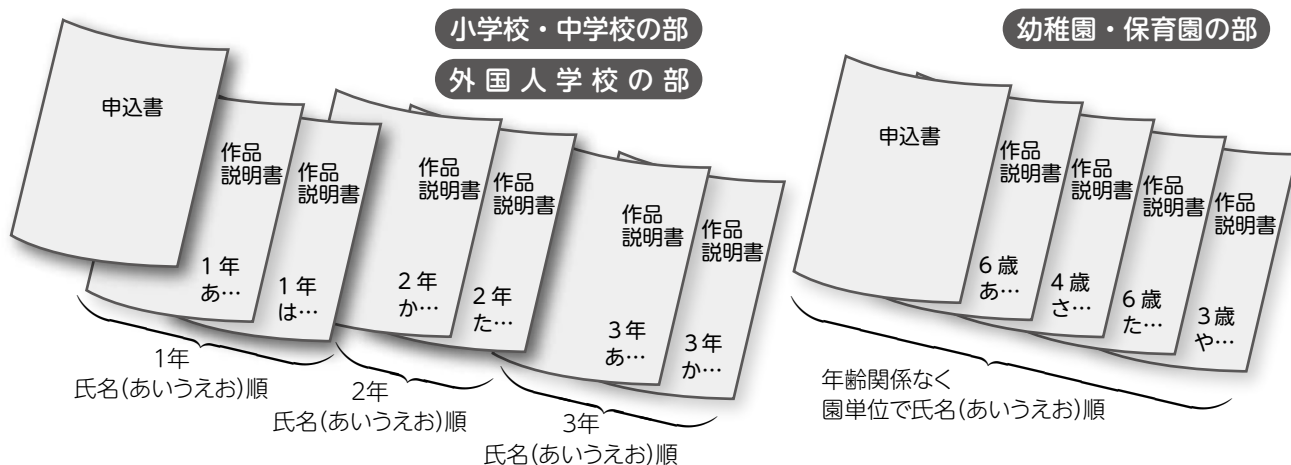 小学校・中学校の部
外国人学校の部
申込書
作品
説明書
1年
あ…
作品
説明書
1年
は…
作品
説明書
2年
か…
作品
説明書
2年
た…
作品
説明書
3年
あ…
作品
説明書
3年
か…
1年
氏名(あいうえお)順
2年
氏名(あいうえお)順
3年
氏名(あいうえお)順
幼稚園・保育園の部
申込書
作品
説明書
6歳
あ…
作品
説明書
4歳
さ…
作品
説明書
6歳
た…
作品
説明書
3歳
や…
年齢関係なく
園単位で氏名(あいうえお)順